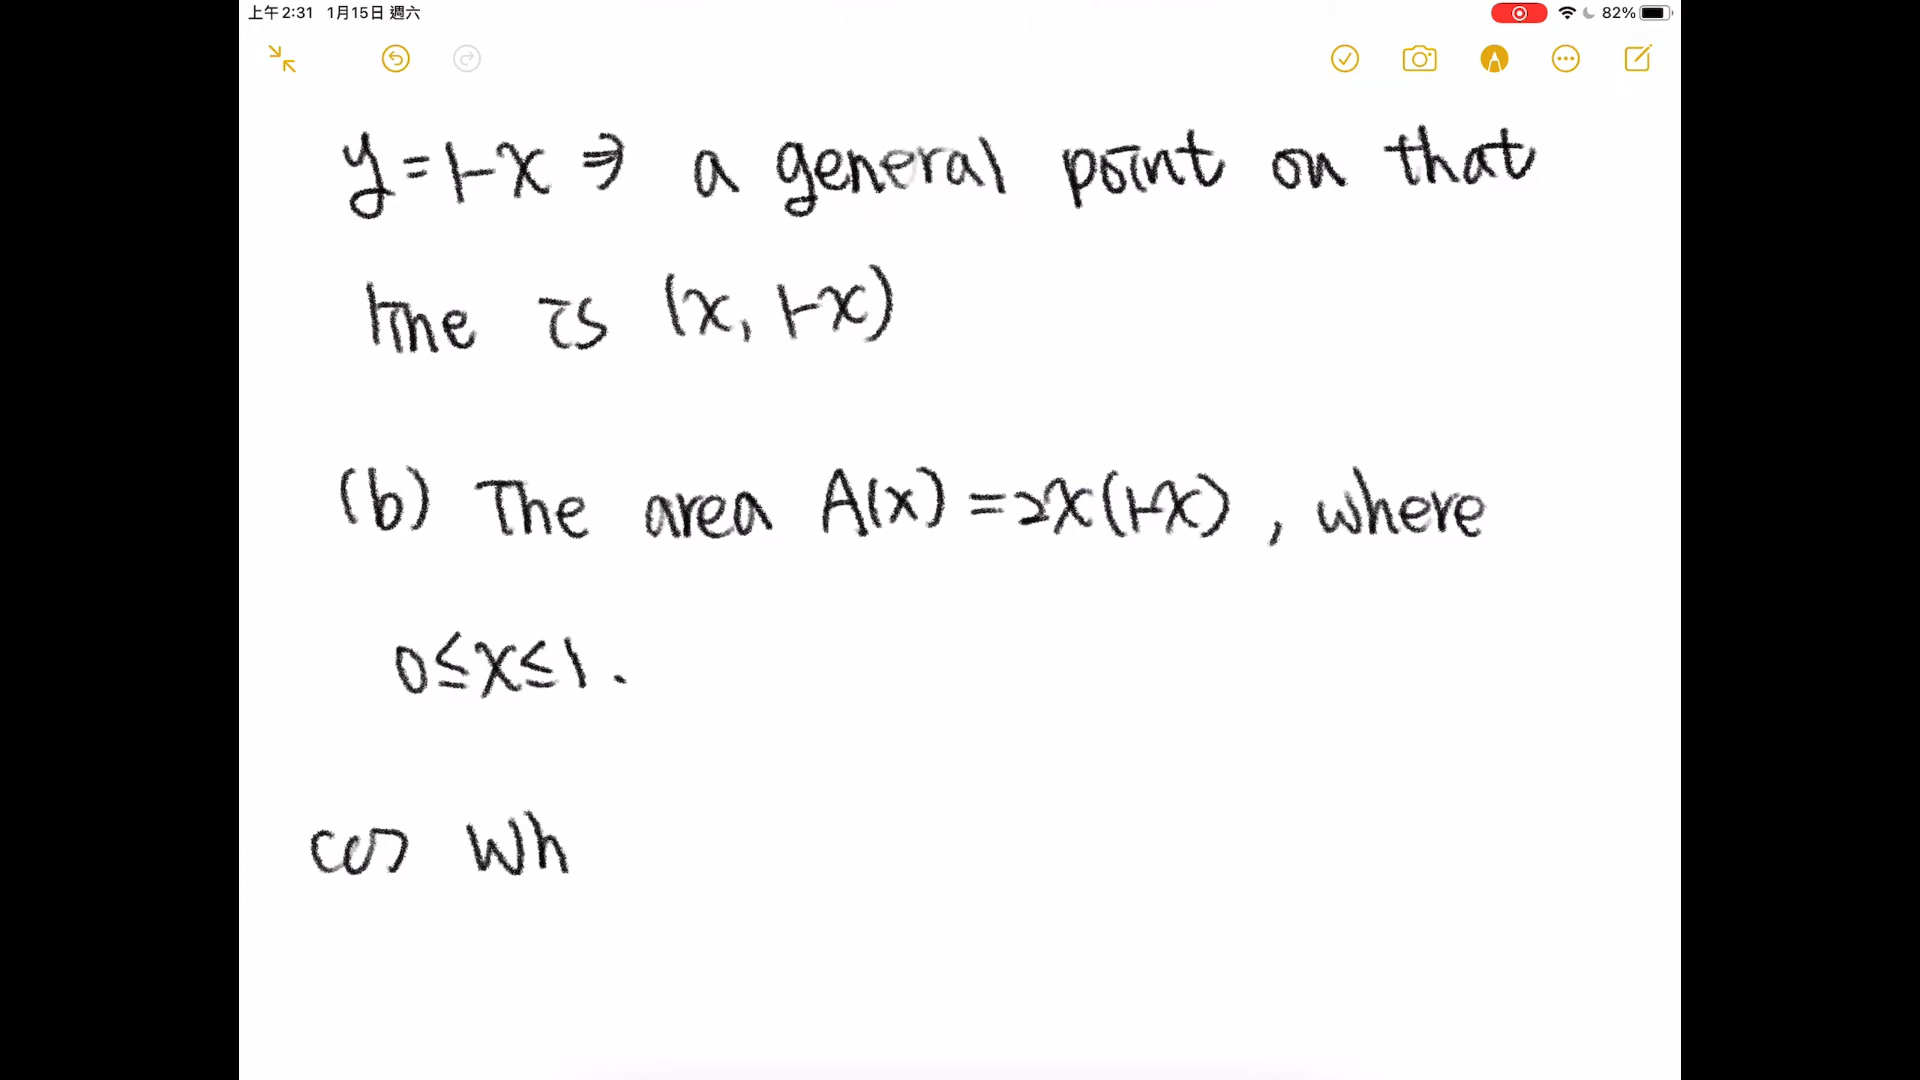 上午2:31 1月15日 週六 82%
y=1-x ⇒ a general point on that
line is (x, 1-x)
(b) The area A(x) = 2x(1-x), where
0≤x≤1.
(c) Wh